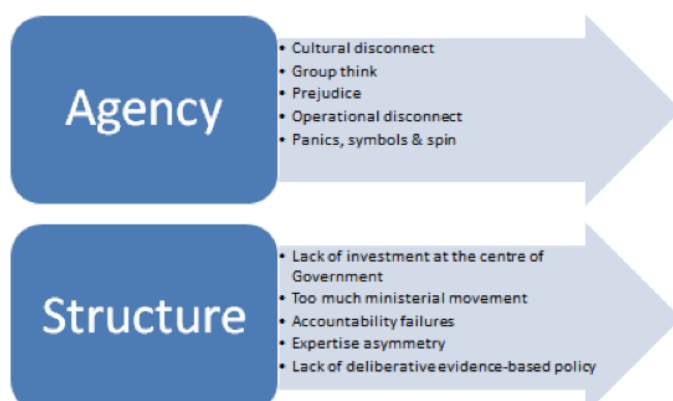 Agency
• Cultural disconnect
• Group think
• Prejudice
• Operational disconnect
• Panics, symbols & spin
Structure
• Lack of investment at the centre of
Government
• Too much ministerial movement
• Accountability failures
• Expertise asymmetry
• Lack of deliberative evidence-based policy